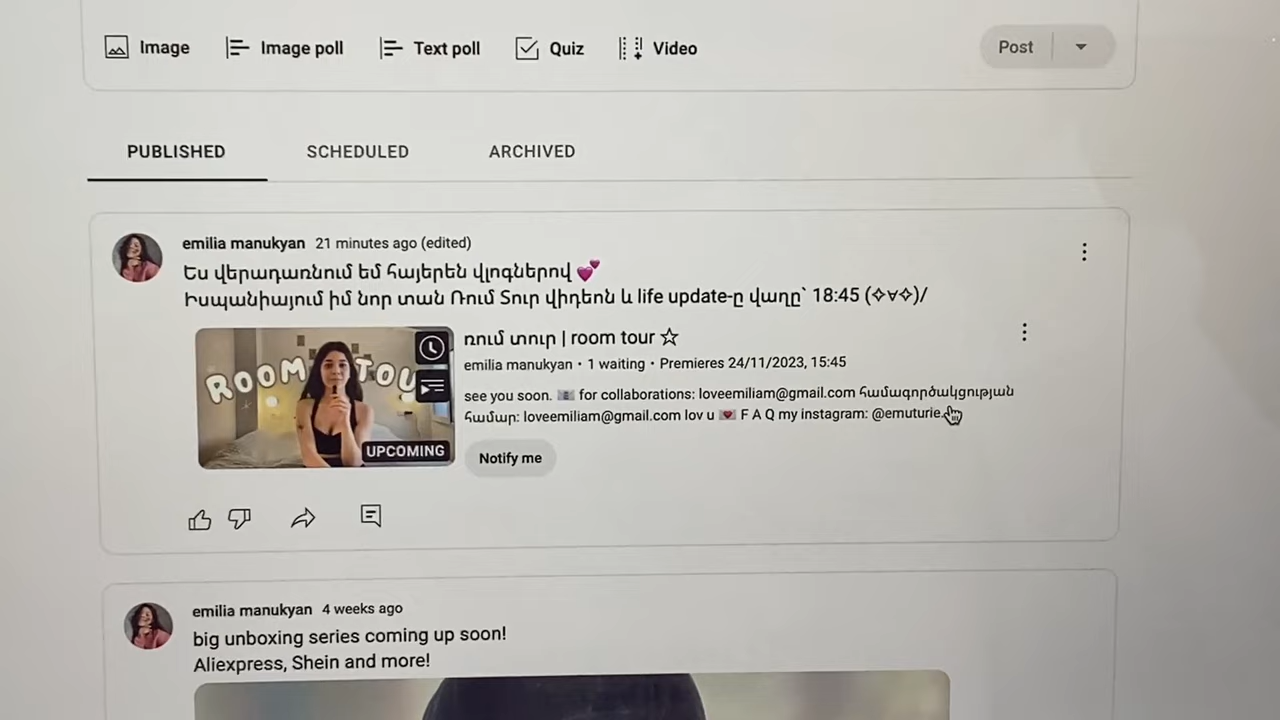 Image Image poll Text poll Quiz Video Post
PUBLISHED SCHEDULED ARCHIVED
emilia manukyan 21 minutes ago (edited)
Ես վերադառնում եմ հայերեն վլոգներով 💕
Իսպանիայում իմ նոր տան Ռում Տուր վիդեոն և life update-ը վաղը՝ 18:45 (✧∀✧)/
ROOM TOU
UPCOMING
ռում տուր | room tour ☆
emilia manukyan • 1 waiting • Premieres 24/11/2023, 15:45
see you soon. 📧 for collaborations: loveemiliam@gmail.com համագործակցության
համար: loveemiliam@gmail.com lov u 💌 F A Q my instagram: @emuturie.
Notify me
emilia manukyan 4 weeks ago
big unboxing series coming up soon!
Aliexpress, Shein and more!